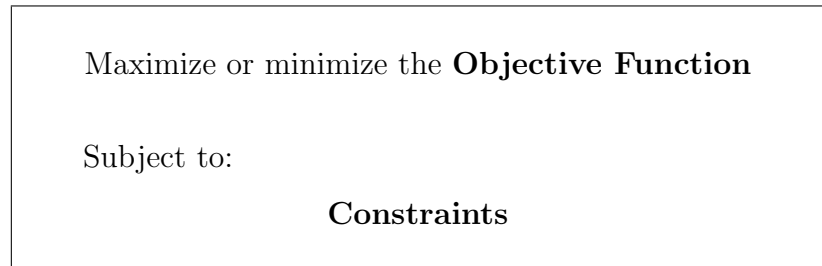 Maximize or minimize the Objective Function
Subject to:
Constraints